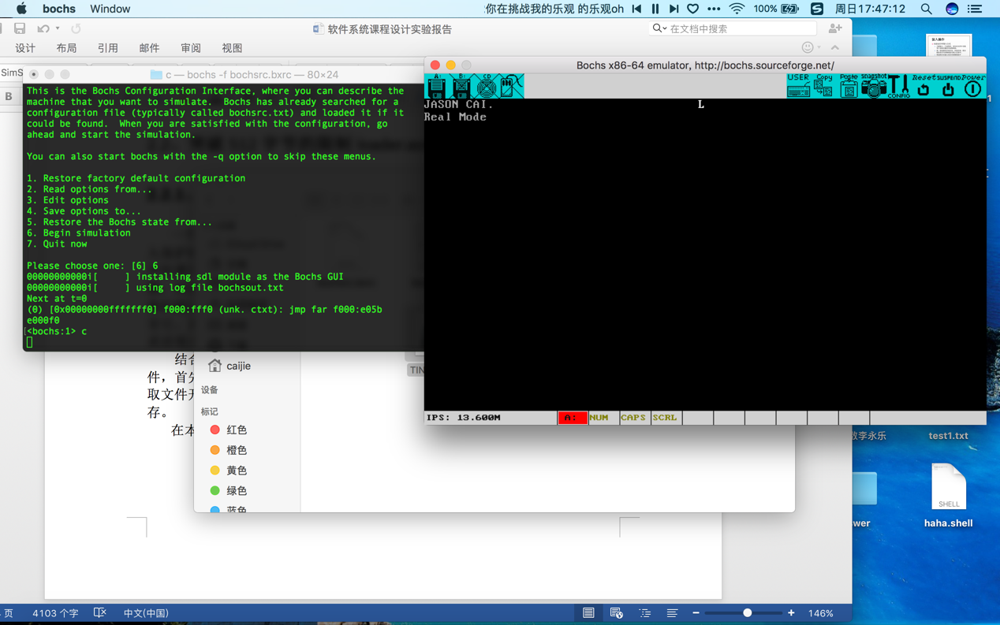 bochs Window
你在挑战我的乐观 的乐观oh
100%
周日17:47:12
软件系统课程设计实验报告
在文档中搜索
设计 布局 引用 邮件 审阅 视图
SimS
B
c — bochs -f bochsrc.bxrc — 80×24
This is the Bochs Configuration Interface, where you can describe the
machine that you want to simulate. Bochs has already searched for a
configuration file (typically called bochsrc.txt) and loaded it if it
could be found. When you are satisfied with the configuration, go
ahead and start the simulation.
You can also start bochs with the -q option to skip these menus.
1. Restore factory default configuration
2. Read options from...
3. Edit options
4. Save options to...
5. Restore the Bochs state from...
6. Begin simulation
7. Quit now
Please choose one: [6] 6
00000000000i[     ] installing sdl module as the Bochs GUI
00000000000i[     ] using log file bochsout.txt
Next at t=0
(0) [0x00000000fffffff0] f000:fff0 (unk. ctxt): jmp far f000:e05b
e000f0
[<bochs:1> c
Bochs x86-64 emulator, http://bochs.sourceforge.net/
A B CD USER Copy Paste snapshot CONFIG Reset SUSPEND Power
JASON CAI. L
Real Mode
IPS: 13.600M A: NUM CAPS SCRL
结合
件，首先
取文件开
存。
在本
caijie
设备
标记
红色
橙色
黄色
绿色
蓝色
TIN
数李永乐
test1.txt
SHELL
wer
haha.shell
页 4103 个字 中文(中国) 146%